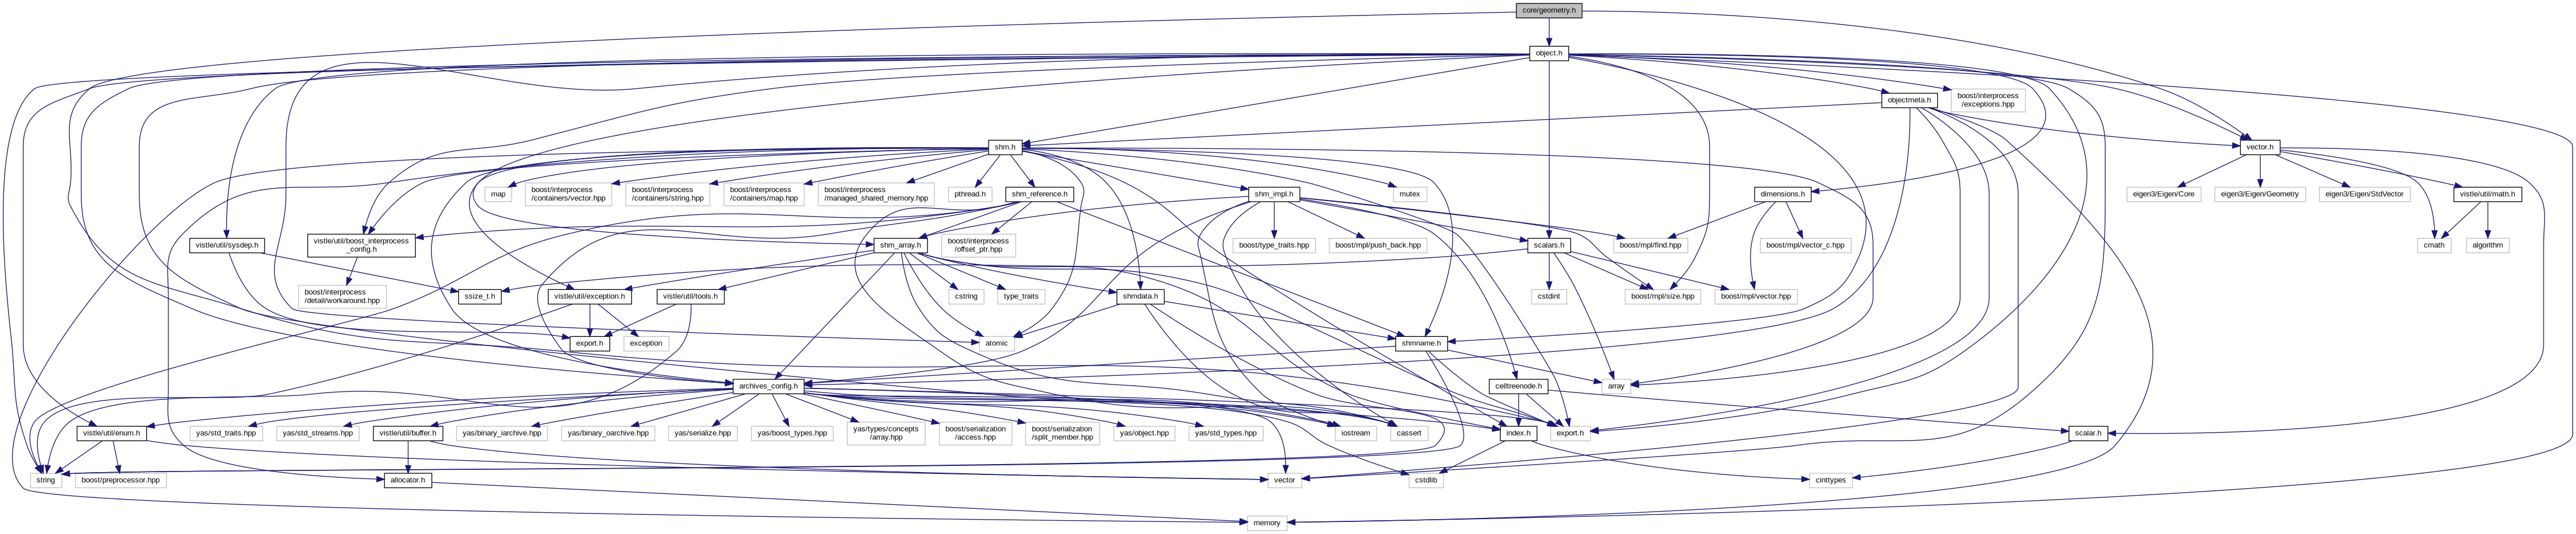 core/geometry.h
object.h
objectmeta.h
boost/interprocess
/exceptions.hpp
shm.h
vector.h
map
boost/interprocess
/containers/vector.hpp
boost/interprocess
/containers/string.hpp
boost/interprocess
/containers/map.hpp
boost/interprocess
/managed_shared_memory.hpp
pthread.h
shm_reference.h
shm_impl.h
mutex
dimensions.h
eigen3/Eigen/Core
eigen3/Eigen/Geometry
eigen3/Eigen/StdVector
vistle/util/math.h
vistle/util/sysdep.h
vistle/util/boost_interprocess
_config.h
shm_array.h
boost/interprocess
/offset_ptr.hpp
boost/type_traits.hpp
boost/mpl/push_back.hpp
scalars.h
boost/mpl/find.hpp
boost/mpl/vector_c.hpp
cmath
algorithm
boost/interprocess
/detail/workaround.hpp
ssize_t.h
vistle/util/exception.h
vistle/util/tools.h
cstring
type_traits
shmdata.h
cstdint
boost/mpl/size.hpp
boost/mpl/vector.hpp
export.h
exception
atomic
shmname.h
archives_config.h
celltreenode.h
array
vistle/util/enum.h
yas/std_traits.hpp
yas/std_streams.hpp
vistle/util/buffer.h
yas/binary_iarchive.hpp
yas/binary_oarchive.hpp
yas/serialize.hpp
yas/boost_types.hpp
yas/types/concepts
/array.hpp
boost/serialization
/access.hpp
boost/serialization
/split_member.hpp
yas/object.hpp
yas/std_types.hpp
iostream
cassert
index.h
export.h
scalar.h
string
boost/preprocessor.hpp
allocator.h
vector
cstdlib
cinttypes
memory